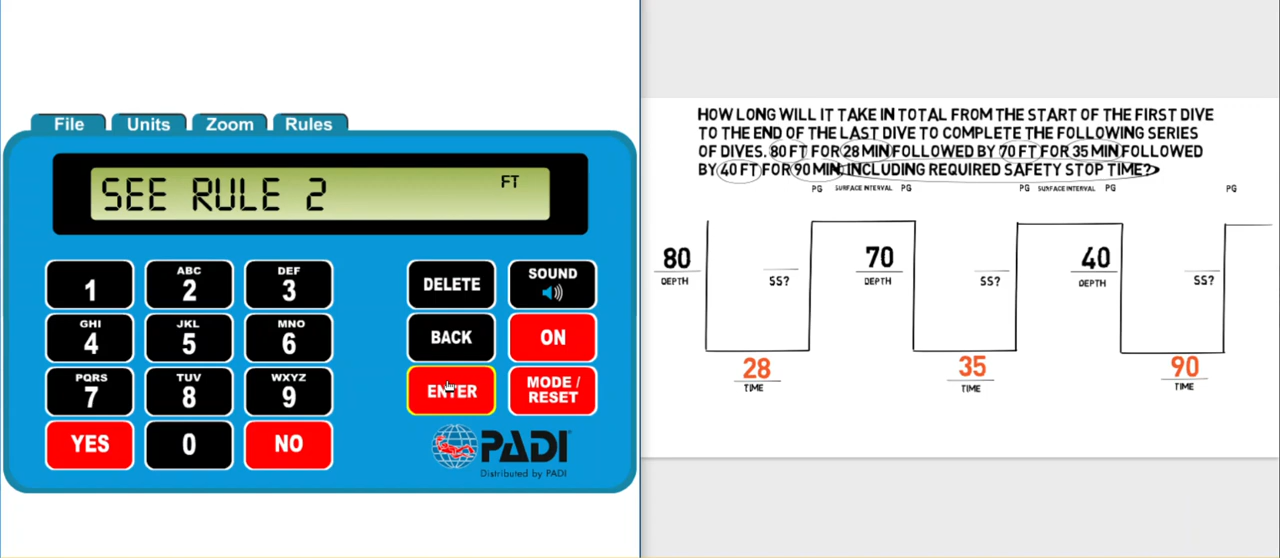 File Units Zoom Rules
SEE RULE 2 FT
1 ABC 2 DEF 3 DELETE SOUND
GHI 4 JKL 5 MNO 6 BACK ON
PQRS 7 TUV 8 WXYZ 9 ENTER MODE / RESET
YES 0 NO
PADI
Distributed by PADI
HOW LONG WILL IT TAKE IN TOTAL FROM THE START OF THE FIRST DIVE
TO THE END OF THE LAST DIVE TO COMPLETE THE FOLLOWING SERIES
OF DIVES. 80 FT FOR 28 MIN FOLLOWED BY 70 FT FOR 35 MIN FOLLOWED
BY 40 FT FOR 90 MIN, INCLUDING REQUIRED SAFETY STOP TIME?
PG SURFACE INTERVAL PG PG SURFACE INTERVAL PG PG
80 70 40
DEPTH SS? DEPTH SS? DEPTH SS?
28 35 90
TIME TIME TIME